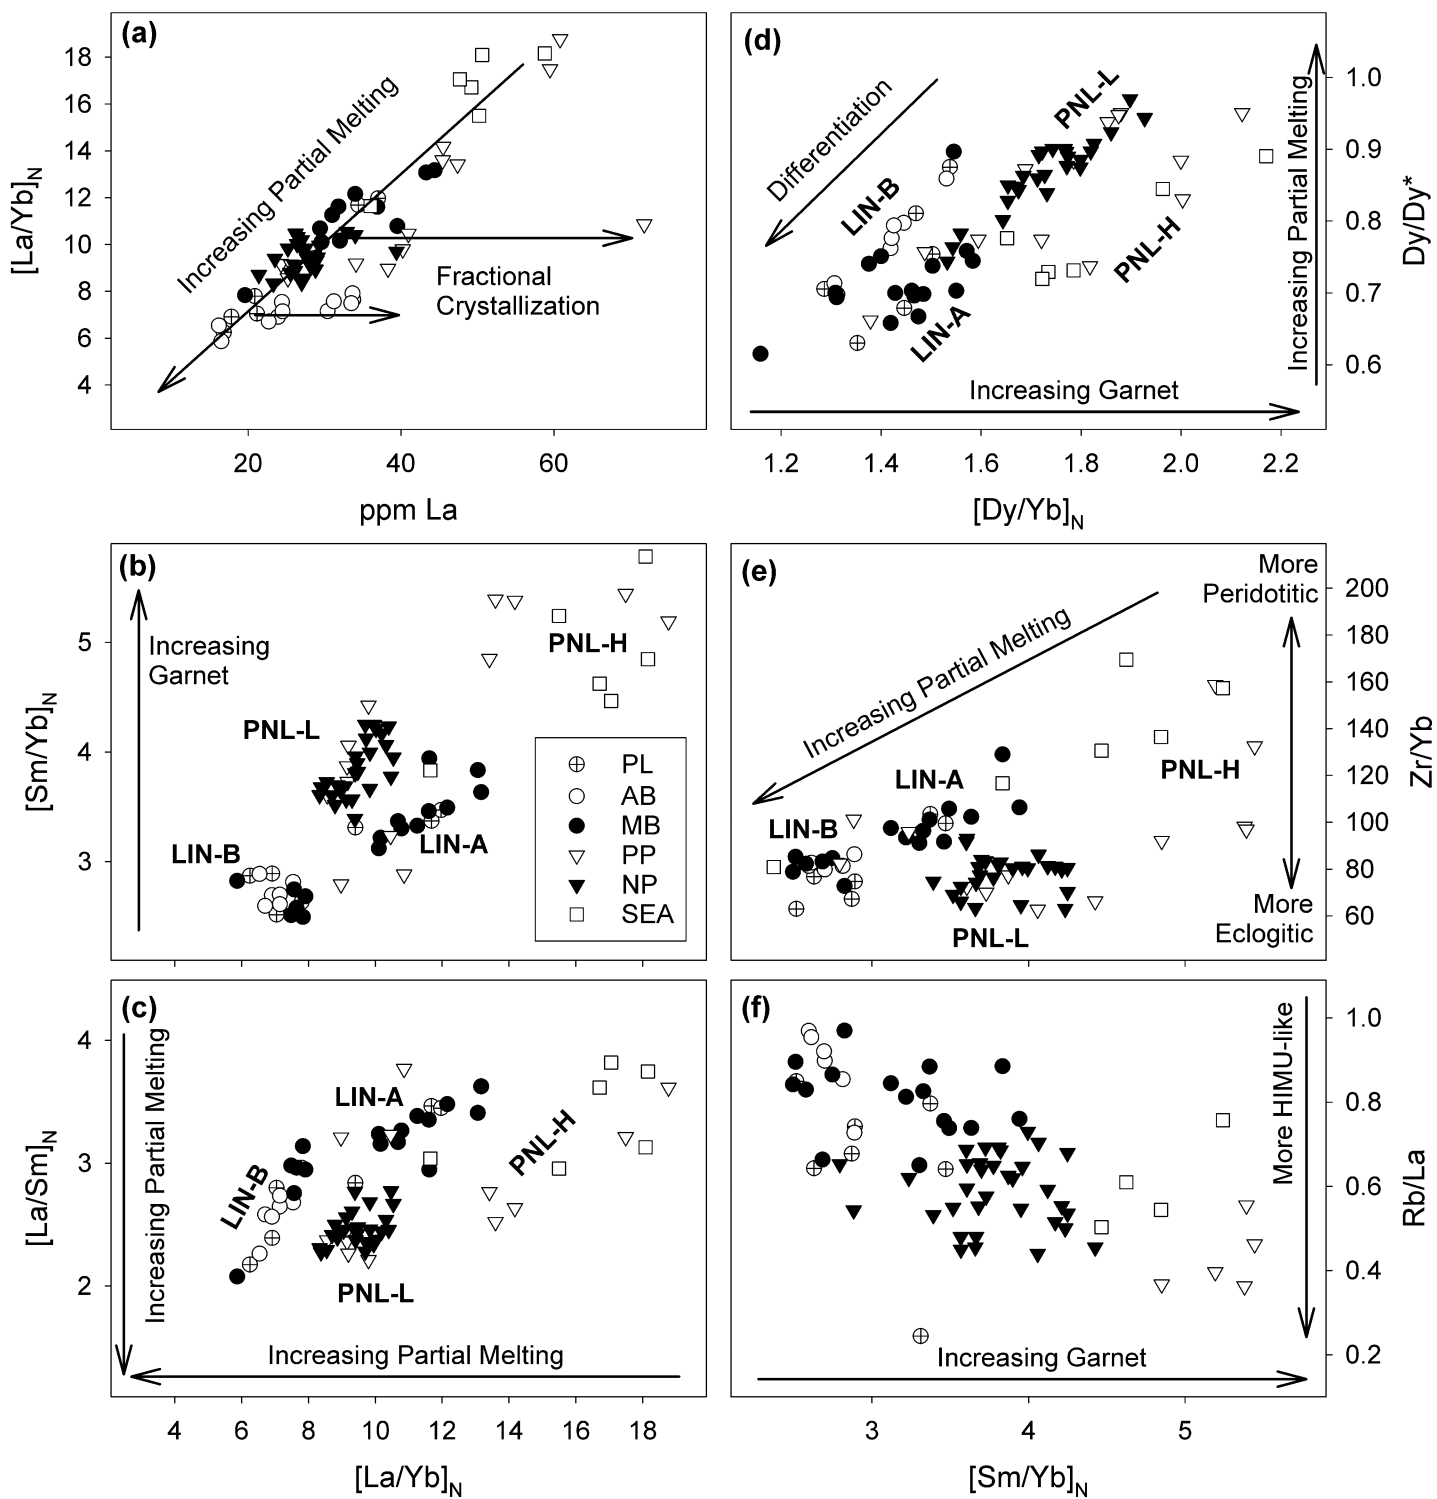 (a)
18
16
14
12
10
8
6
4
[La/Yb]N
Increasing Partial Melting
Fractional
Crystallization
20
40
60
ppm La
(d)
Differentiation
PNL-L
LIN-B
PNL-H
LIN-A
Increasing Garnet
Increasing Partial Melting
1.0
0.9
0.8
0.7
0.6
Dy/Dy*
1.2
1.4
1.6
1.8
2.0
2.2
[Dy/Yb]N
(b)
5
4
3
[Sm/Yb]N
Increasing
Garnet
PNL-H
PNL-L
LIN-A
LIN-B
PL
AB
MB
PP
NP
SEA
(e)
More
Peridotitic
Increasing Partial Melting
LIN-A
PNL-H
LIN-B
PNL-L
More
Eclogitic
200
180
160
140
120
100
80
60
Zr/Yb
(c)
4
3
2
[La/Sm]N
Increasing Partial Melting
LIN-A
PNL-H
LIN-B
PNL-L
Increasing Partial Melting
4
6
8
10
12
14
16
18
[La/Yb]N
(f)
More HIMU-like
Increasing Garnet
1.0
0.8
0.6
0.4
0.2
Rb/La
3
4
5
[Sm/Yb]N